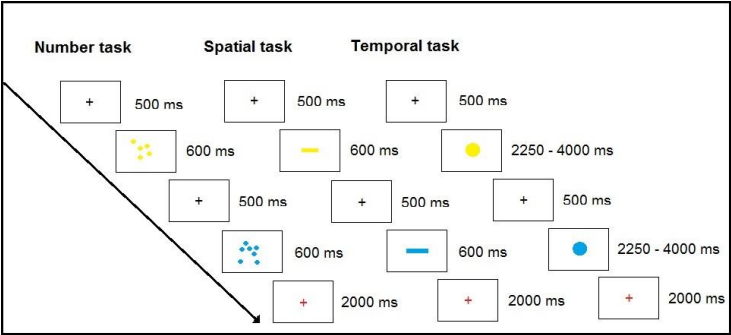 Number task Spatial task Temporal task
500 ms 500 ms 500 ms
600 ms 600 ms 2250 - 4000 ms
500 ms 500 ms 500 ms
600 ms 600 ms 2250 - 4000 ms
2000 ms 2000 ms 2000 ms